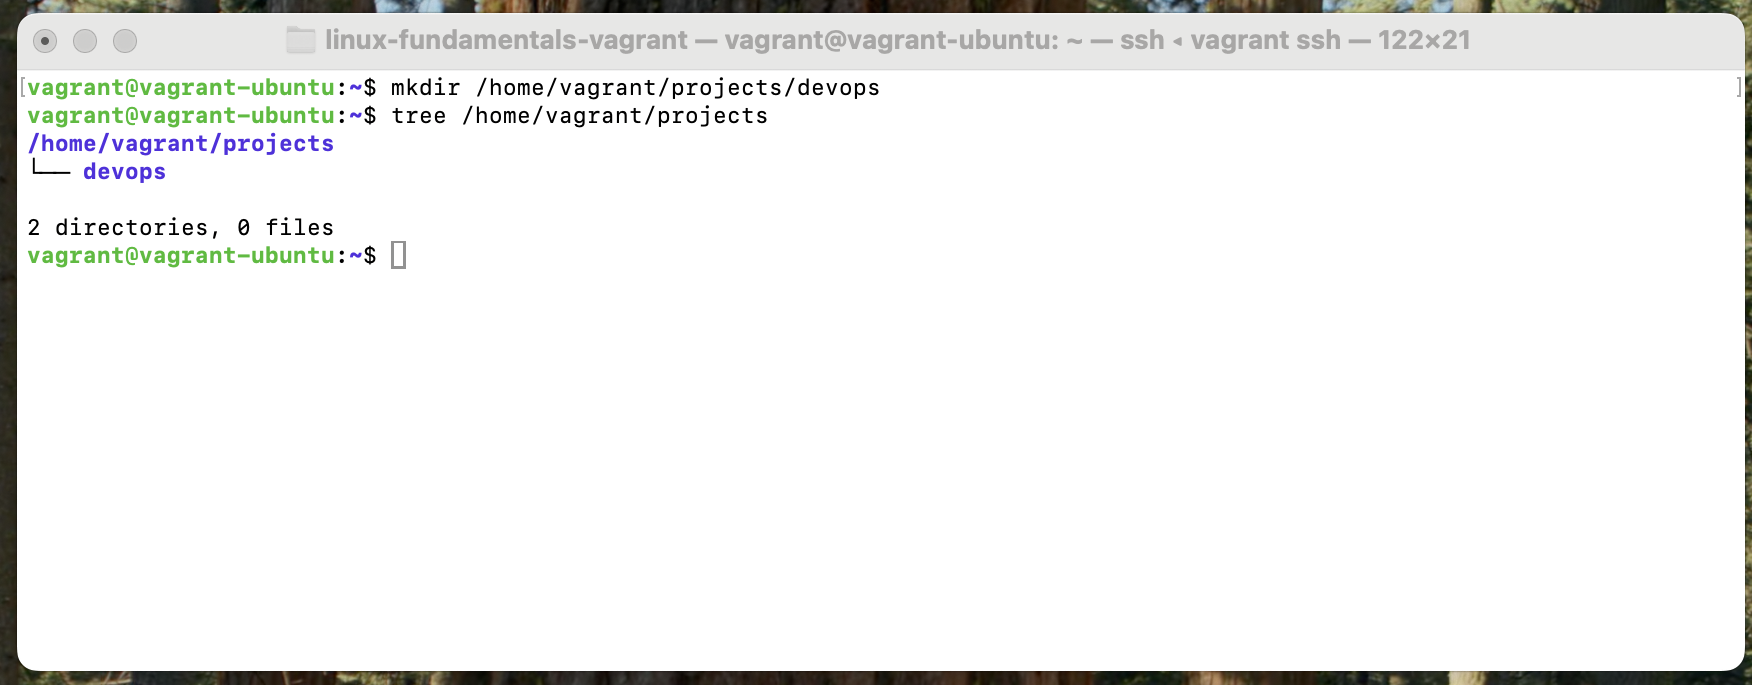 linux-fundamentals-vagrant — vagrant@vagrant-ubuntu: ~ — ssh ◂ vagrant ssh — 122×21
[vagrant@vagrant-ubuntu:~$ mkdir /home/vagrant/projects/devops ]
vagrant@vagrant-ubuntu:~$ tree /home/vagrant/projects
/home/vagrant/projects
└── devops
2 directories, 0 files
vagrant@vagrant-ubuntu:~$